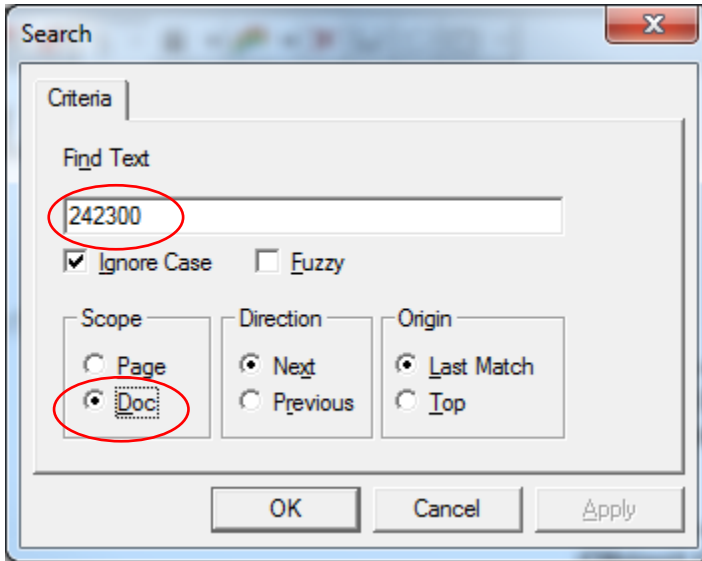 Search
Criteria
Find Text
242300
Ignore Case Fuzzy
Scope Direction Origin
Page Next Last Match
Doc Previous Top
OK Cancel Apply